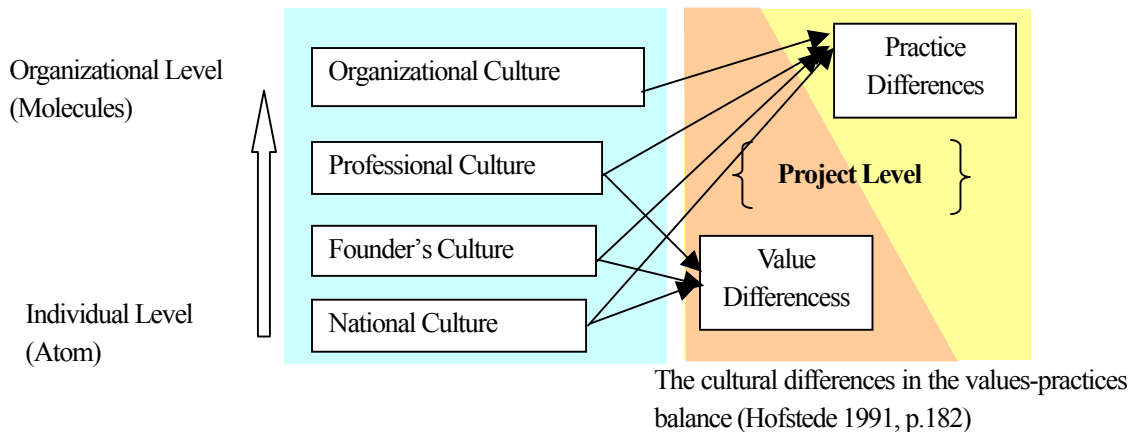 Organizational Level
(Molecules)
Individual Level
(Atom)
Organizational Culture
Professional Culture
Founder’s Culture
National Culture
Practice
Differences
Project Level
Value
Differencess
The cultural differences in the values-practices
balance (Hofstede 1991, p.182)